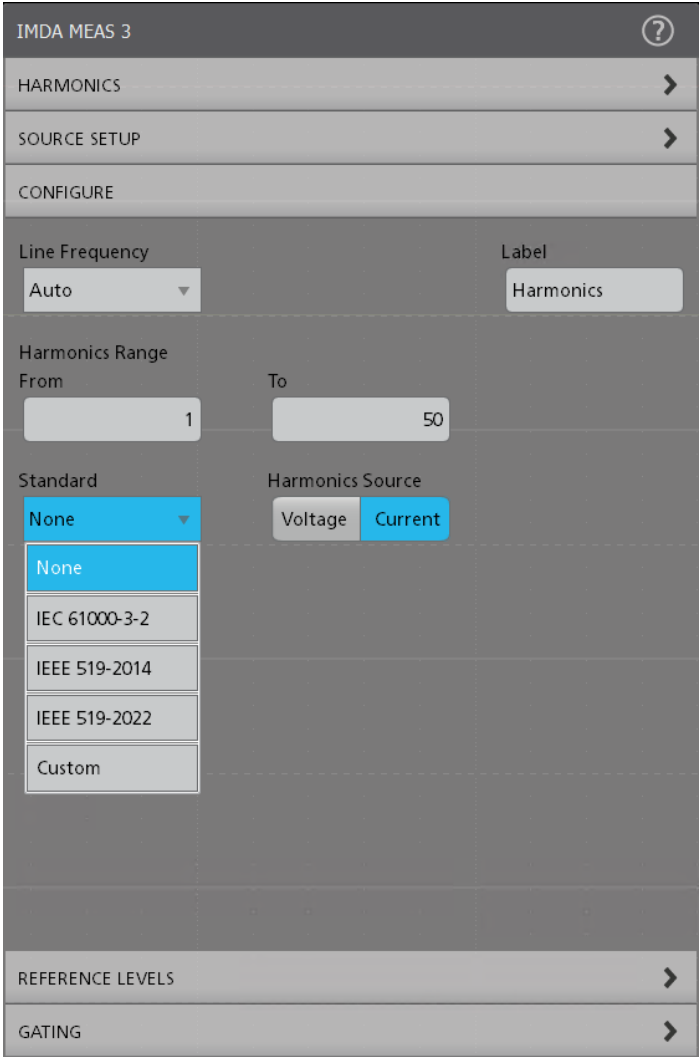 IMDA MEAS 3
?
HARMONICS
SOURCE SETUP
CONFIGURE
Line Frequency
Label
Auto
Harmonics
Harmonics Range
From
To
1
50
Standard
Harmonics Source
None
Voltage
Current
None
IEC 61000-3-2
IEEE 519-2014
IEEE 519-2022
Custom
REFERENCE LEVELS
GATING